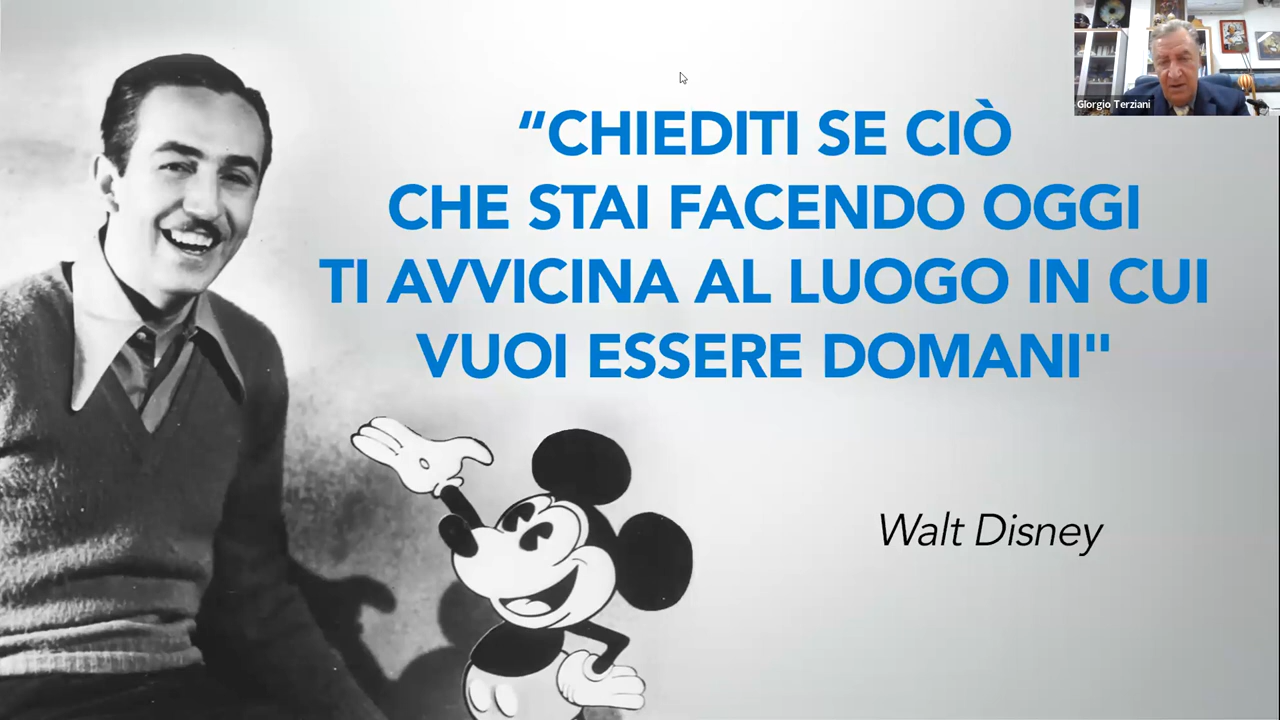 “CHIEDITI SE CIÒ
CHE STAI FACENDO OGGI
TI AVVICINA AL LUOGO IN CUI
VUOI ESSERE DOMANI"
Walt Disney
GIorgio Terziani